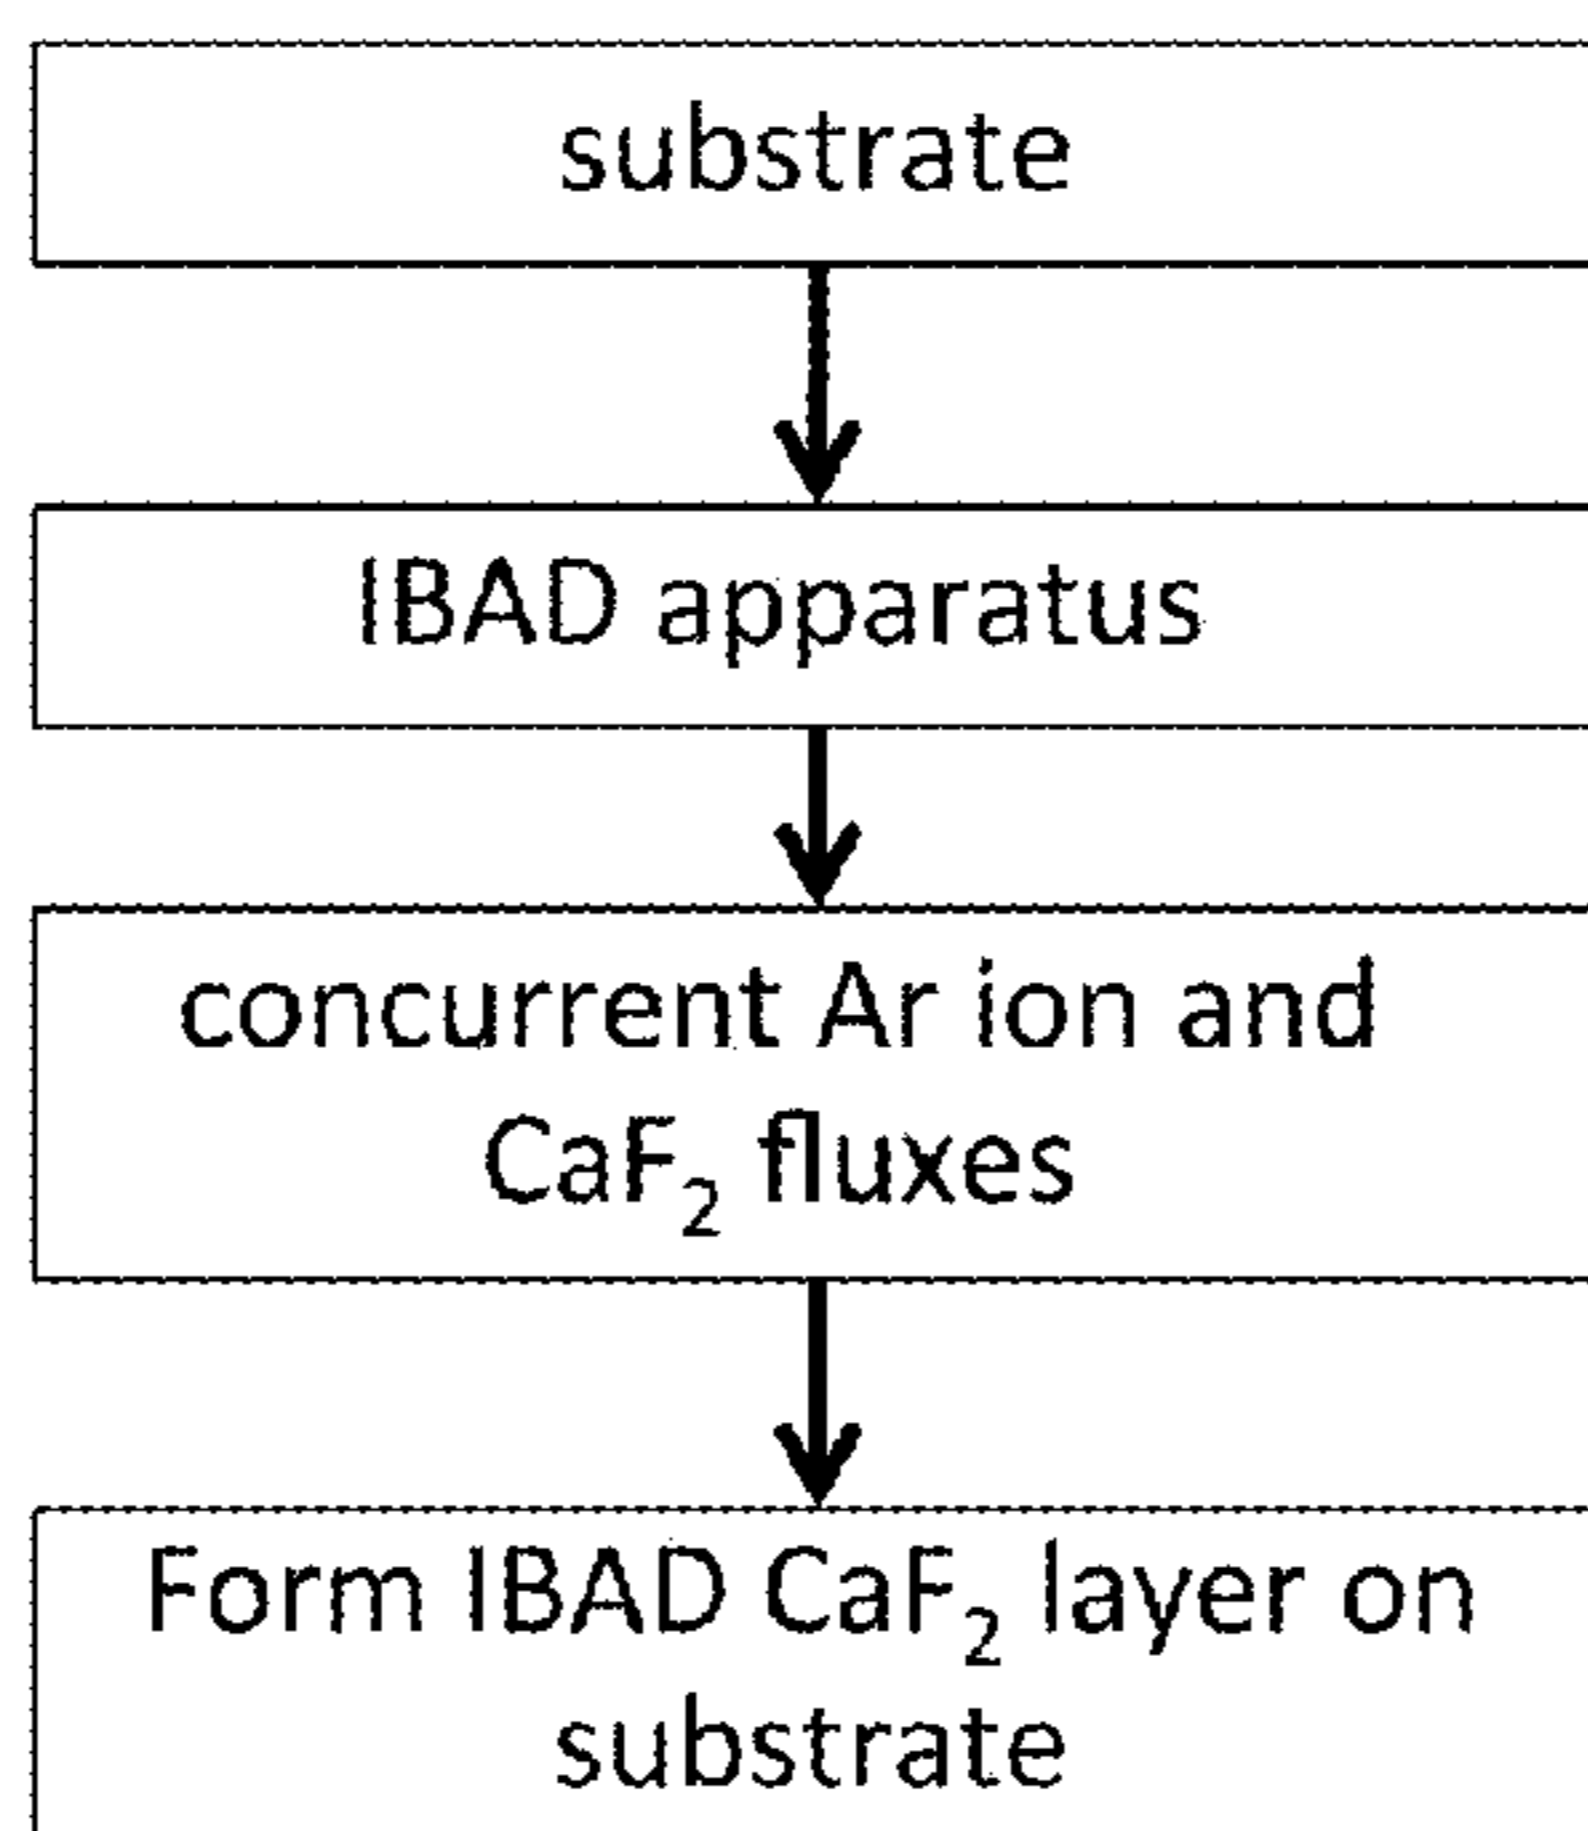 substrate
IBAD apparatus
concurrent Ar ion and
CaF₂ fluxes
Form IBAD CaF₂ layer on
substrate